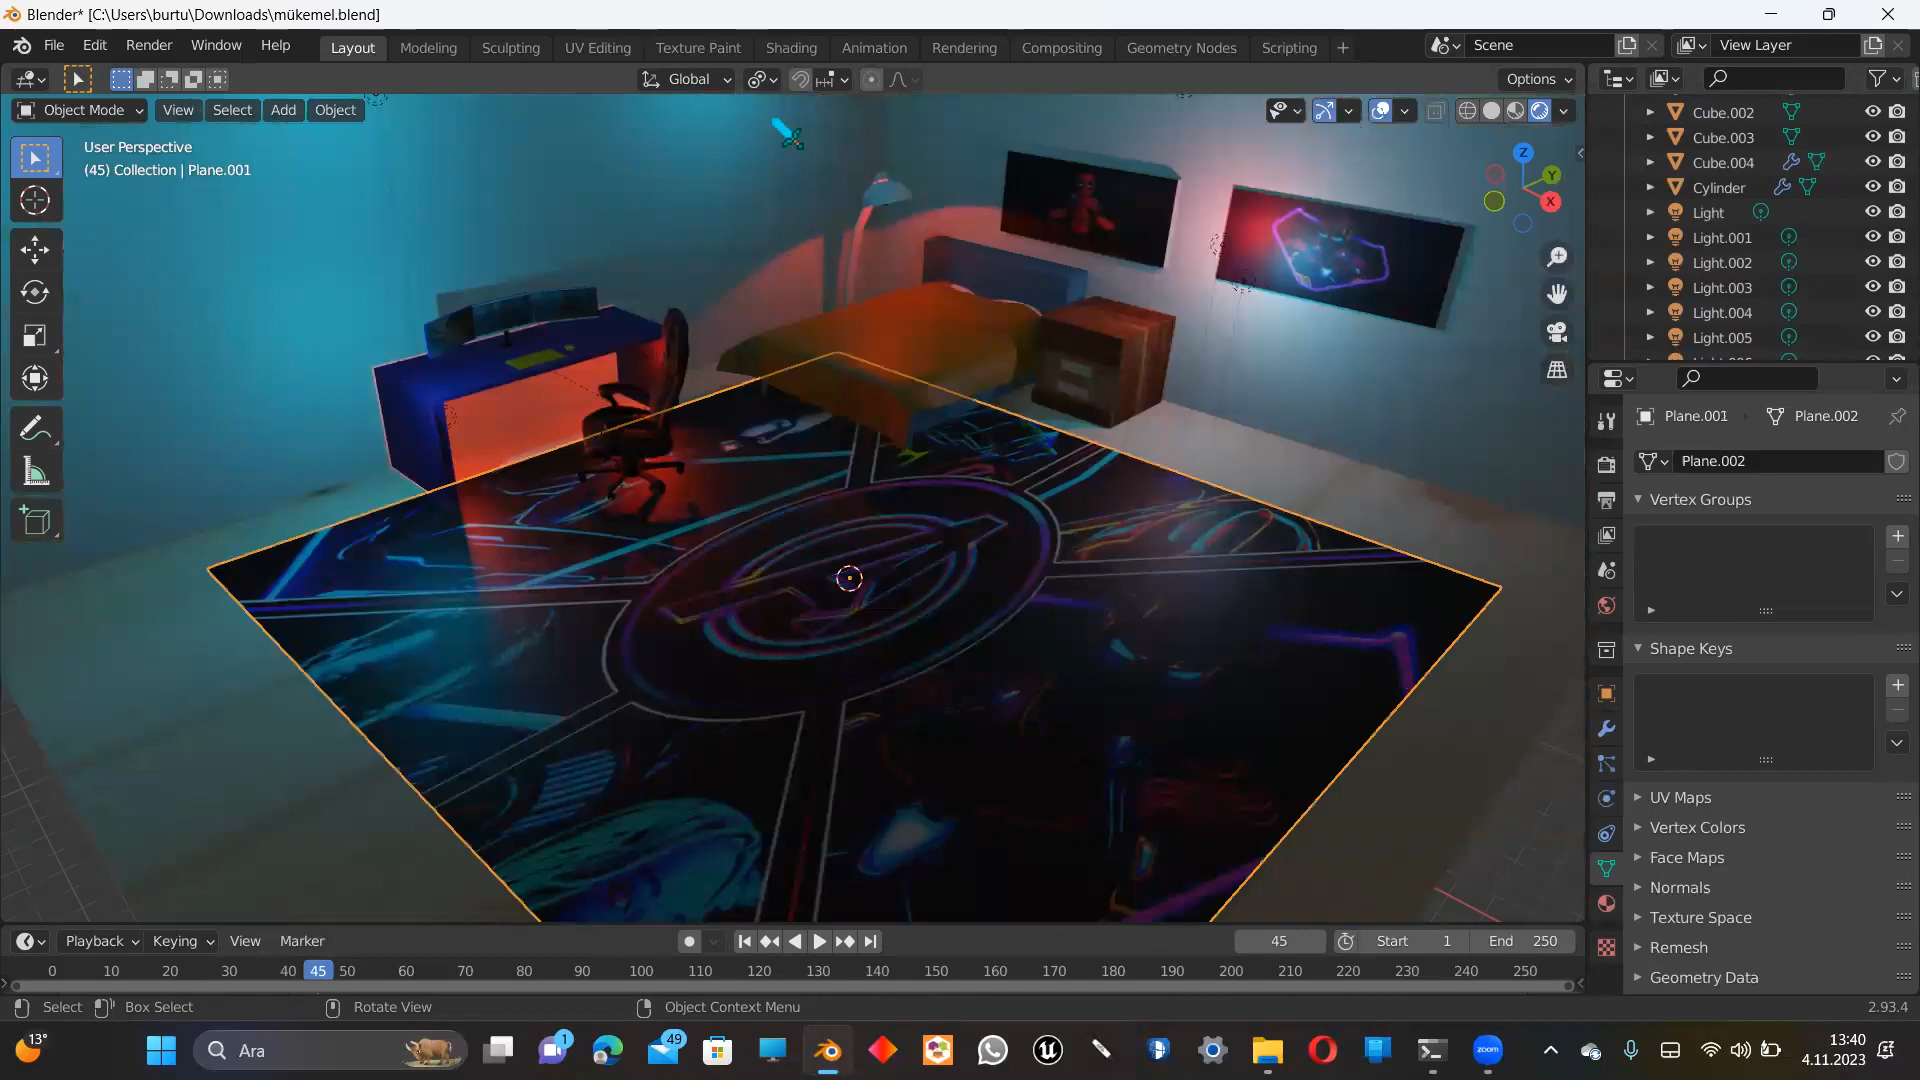 Blender* [C:\Users\burtu\Downloads\mükemel.blend]
File Edit Render Window Help Layout Modeling Sculpting UV Editing Texture Paint Shading Animation Rendering Compositing Geometry Nodes Scripting + Scene View Layer
Global Options
Object Mode View Select Add Object
User Perspective
(45) Collection | Plane.001
Z
Y
X
Cube.002
Cube.003
Cube.004
Cylinder
Light
Light.001
Light.002
Light.003
Light.004
Light.005
Plane.001 Plane.002
Plane.002
Vertex Groups
Shape Keys
UV Maps
Vertex Colors
Face Maps
Normals
Texture Space
Remesh
Geometry Data
Playback Keying View Marker 45 Start 1 End 250
0 10 20 30 40 45 50 60 70 80 90 100 110 120 130 140 150 160 170 180 190 200 210 220 230 240 250
Select Box Select Rotate View Object Context Menu 2.93.4
13° Ara 1 49 zoom 13:40
4.11.2023